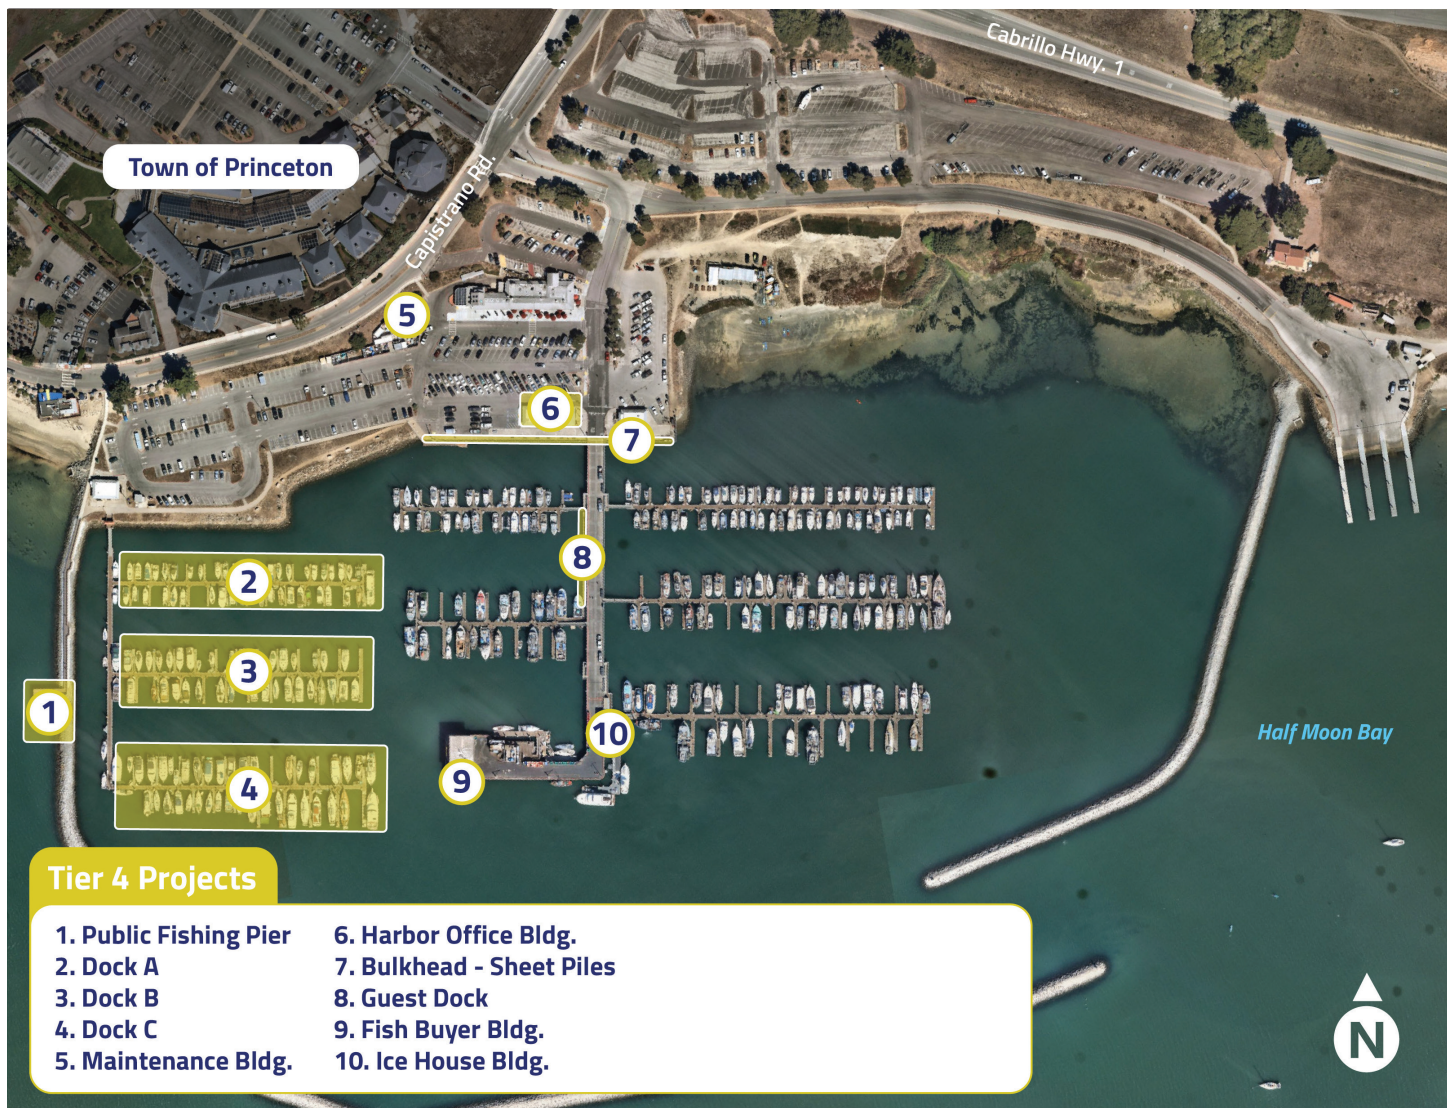 Cabrillo Hwy. 1
Town of Princeton
Capistrano Rd.
5
6
7
8
2
3
1
10
Half Moon Bay
9
4
Tier 4 Projects
1. Public Fishing Pier
2. Dock A
3. Dock B
4. Dock C
5. Maintenance Bldg.
6. Harbor Office Bldg.
7. Bulkhead - Sheet Piles
8. Guest Dock
9. Fish Buyer Bldg.
10. Ice House Bldg.
N